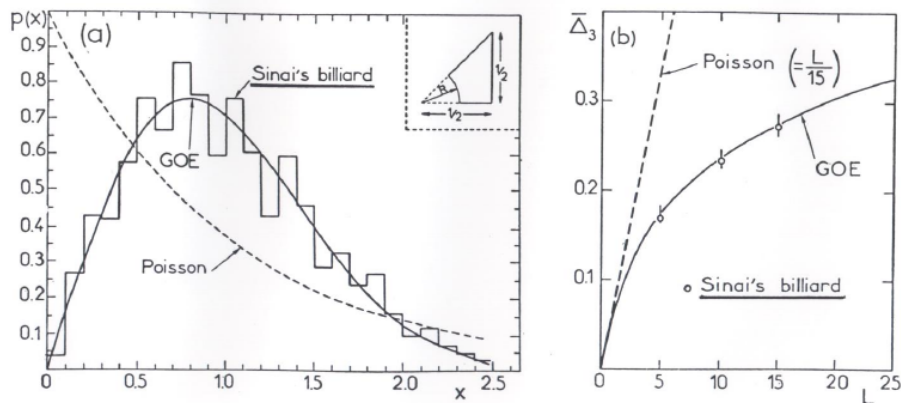 p(x)
(a)
Sinai's billiard
GOE
Poisson
R
1/2
1/2
0.9
0.8
0.7
0.6
0.5
0.4
0.3
0.2
0.1
0
0.5
1.0
1.5
2.0
2.5
x
Δ̅₃
(b)
Poisson (= L/15)
GOE
Sinai's billiard
0.3
0.2
0.1
0
5
10
15
20
25
L